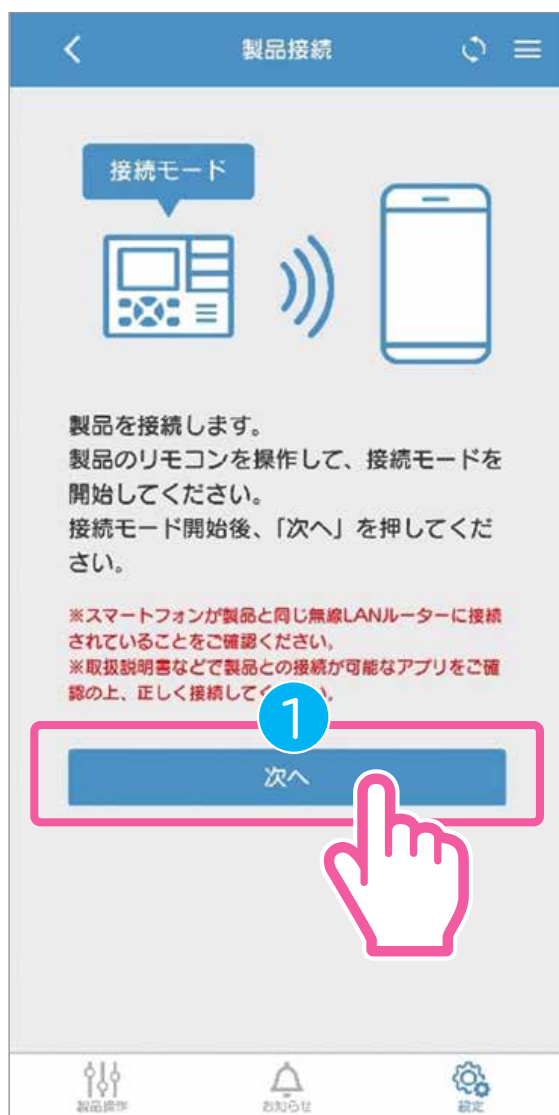 製品接続
接続モード
製品を接続します。
製品のリモコンを操作して、接続モードを
開始してください。
接続モード開始後、「次へ」を押してくだ
さい。
※スマートフォンが製品と同じ無線LANルーターに接続
されていることをご確認ください。
※取扱説明書などで製品との接続が可能なアプリをご確
認の上、正しく接続してく い。
1
次へ
製品操作
お知らせ
設定